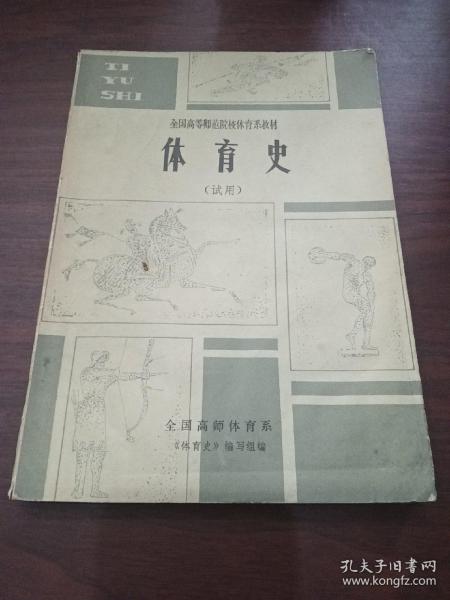 TI
YU
SHI
全国高等师范院校体育系教材
体育史
(试用)
全国高师体育系
《体育史》编写组编
孔夫子旧书网
www.kongfz.com